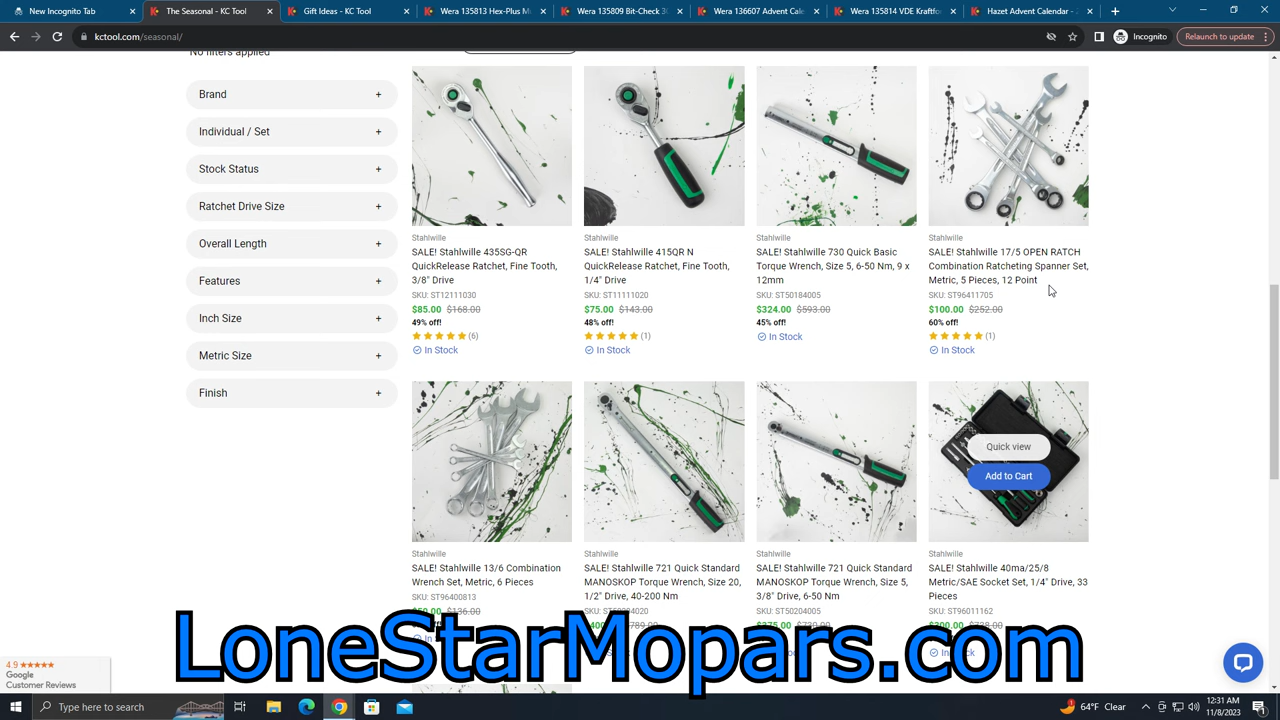 New Incognito Tab
KC Tool - KC Tool
Gift Ideas - KC Tool
Wera 135813 Hex-Plus M
Wera 135809 Bit-Check 30
Wera 136607 Advent Cale
Wera 135814 VDE Kraftfo
Wera Calendar - 
kctool.com/seasonal/
Incognito
Relaunch to update
No filters applied
Brand +
Individual / Set +
Stock Status +
Ratchet Drive Size +
Overall Length +
Features +
Inch Size +
Metric Size +
Finish +
Stahlwille
SALE! Stahlwille 435SG-QR
QuickRelease Ratchet, Fine Tooth,
3/8" Drive
SKU: ST12111030
$85.00 $168.00
49% off!
(6)
In Stock
Stahlwille
SALE! Stahlwille 415QR N
QuickRelease Ratchet, Fine Tooth,
1/4" Drive
SKU: ST11111020
$75.00 $143.00
48% off!
(1)
In Stock
Stahlwille
SALE! Stahlwille 730 Quick Basic
Torque Wrench, Size 5, 6-50 Nm, 9 x
12mm
SKU: ST50184005
$324.00 $593.00
45% off!
In Stock
Stahlwille
SALE! Stahlwille 17/5 OPEN RATCH
Combination Ratcheting Spanner Set,
Metric, 5 Pieces, 12 Point
SKU: ST96411705
$100.00 $252.00
60% off!
(1)
In Stock
Quick view
Add to Cart
Stahlwille
SALE! Stahlwille 13/6 Combination
Wrench Set, Metric, 6 Pieces
SKU: ST96400813
$136.00
Stahlwille
SALE! Stahlwille 721 Quick Standard
MANOSKOP Torque Wrench, Size 20,
1/2" Drive, 40-200 Nm
Stahlwille
SALE! Stahlwille 721 Quick Standard
MANOSKOP Torque Wrench, Size 5,
3/8" Drive, 6-50 Nm
SKU: ST50204005
Stahlwille
SALE! Stahlwille 40ma/25/8
Metric/SAE Socket Set, 1/4" Drive, 33
Pieces
SKU: ST96011162
LoneStarMopars.com
4.9
Google
Customer Reviews
Type here to search
64°F Clear
12:31 AM
11/8/2023
1